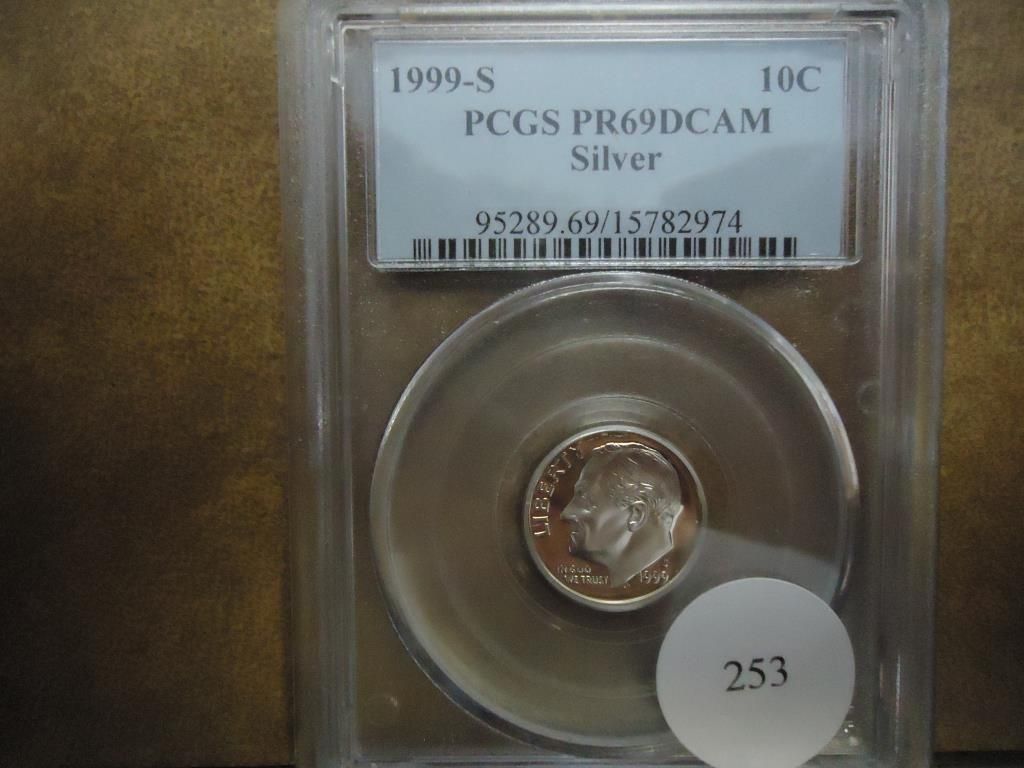 1999-S 10C
PCGS PR69DCAM
Silver
95289.69/15782974
LIBERTY
IN GOD
WE TRUST
S
1999
253